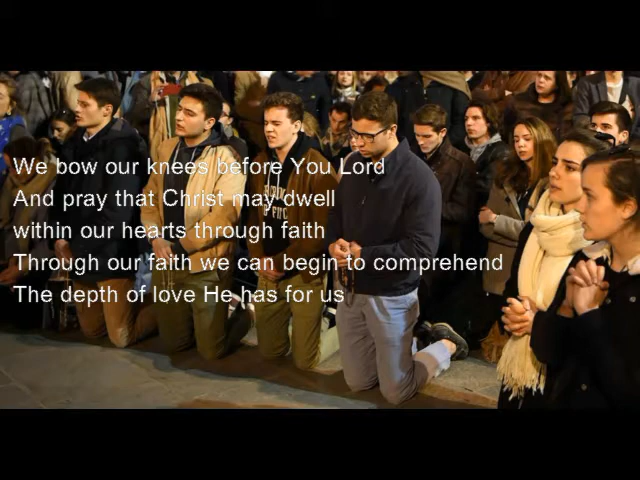 We bow our knees before You Lord
And pray that Christ may dwell
within our hearts through faith
Through our faith we can begin to comprehend
The depth of love He has for us